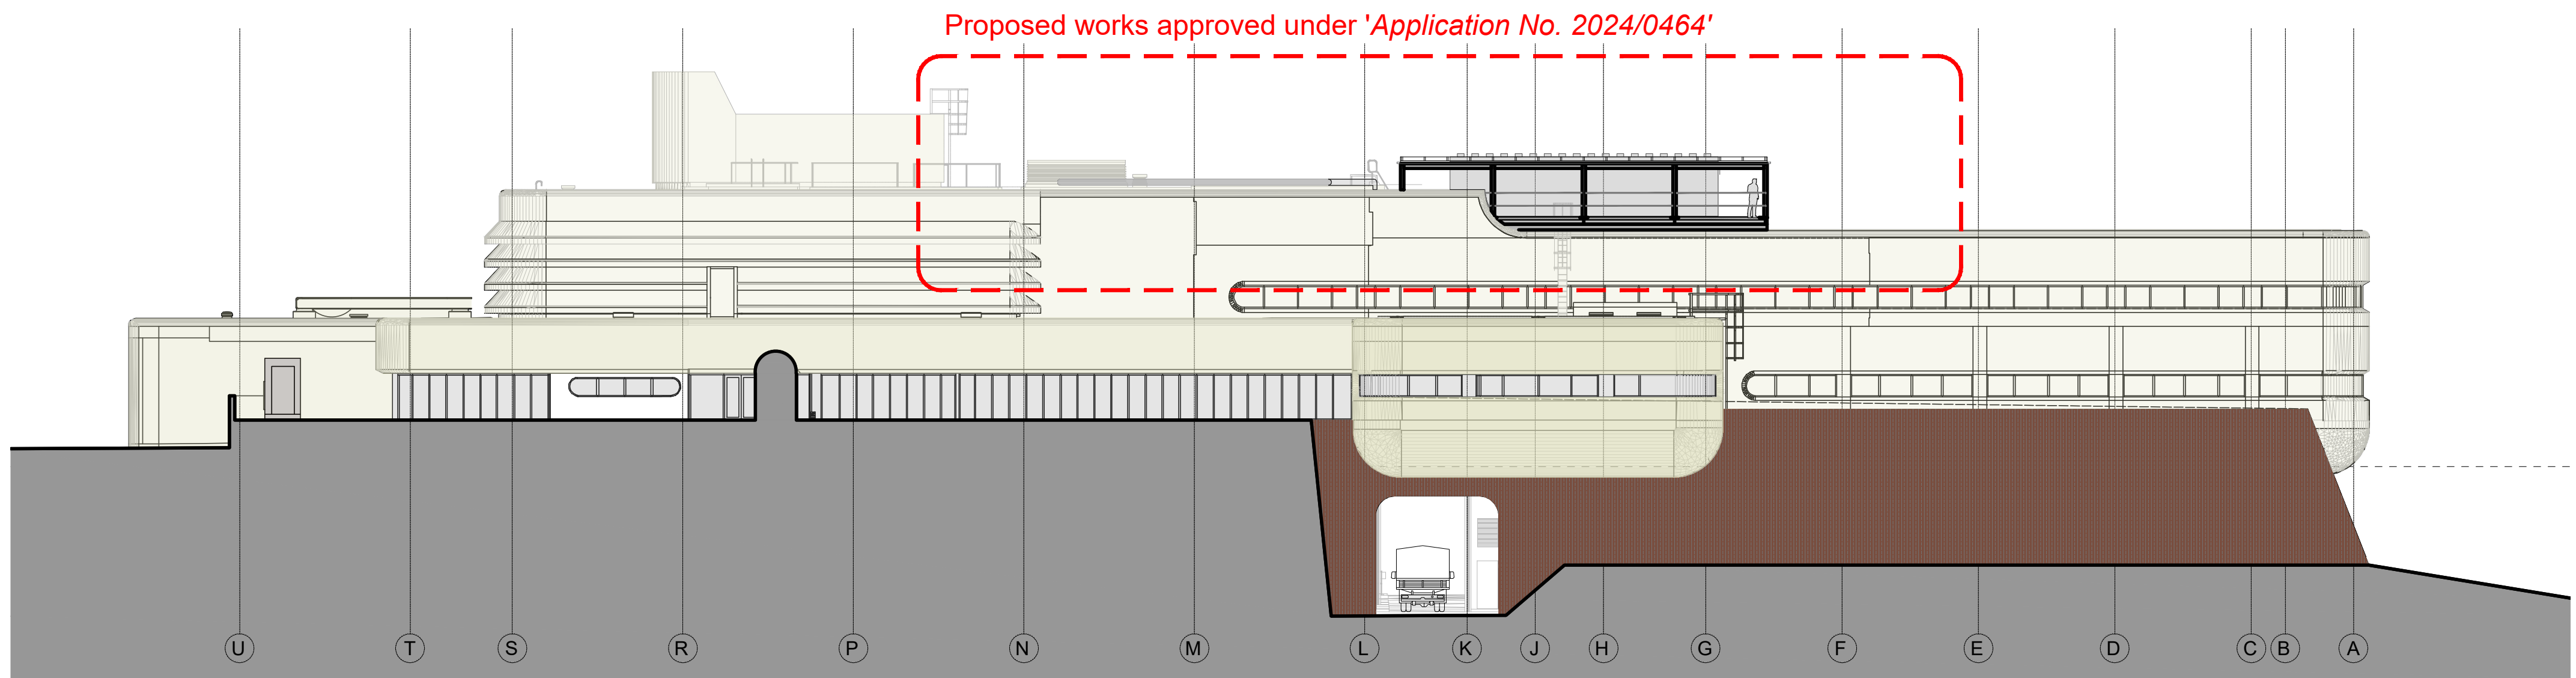 Proposed works approved under 'Application No. 2024/0464'
U T S R P N M L K J H G F E D C B A